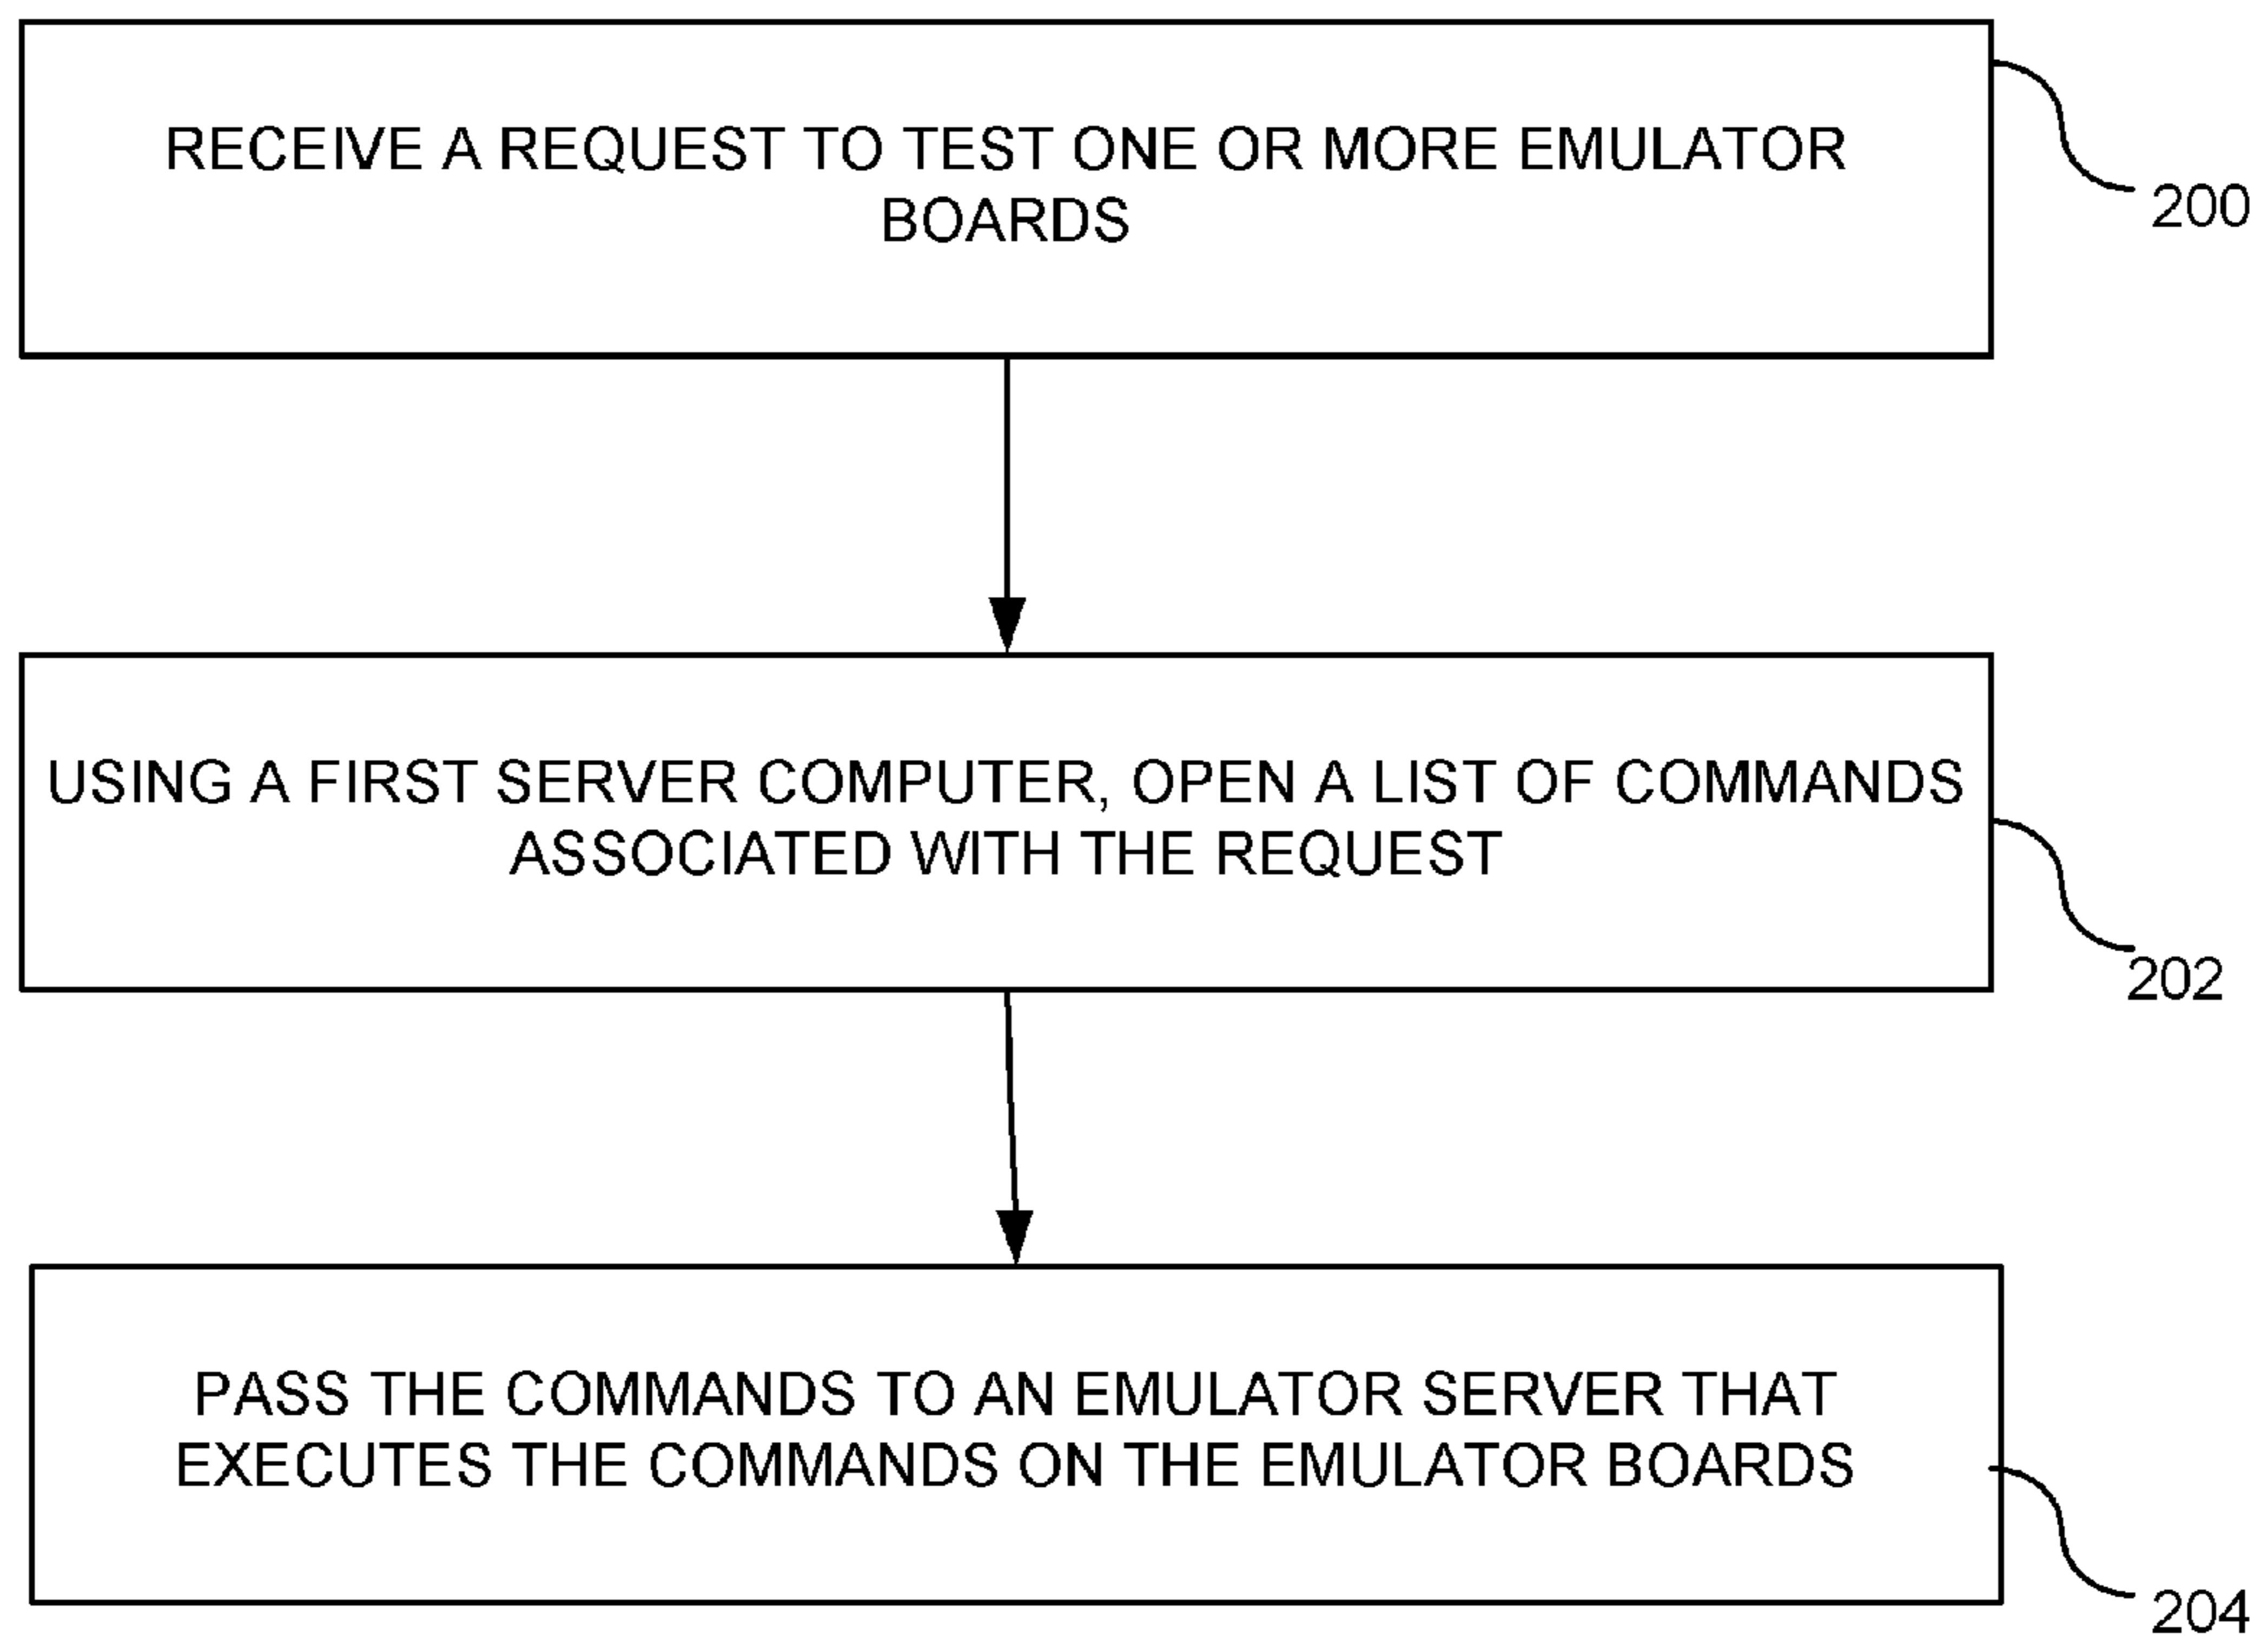 RECEIVE A REQUEST TO TEST ONE OR MORE EMULATOR
BOARDS
200
USING A FIRST SERVER COMPUTER, OPEN A LIST OF COMMANDS
ASSOCIATED WITH THE REQUEST
202
PASS THE COMMANDS TO AN EMULATOR SERVER THAT
EXECUTES THE COMMANDS ON THE EMULATOR BOARDS
204